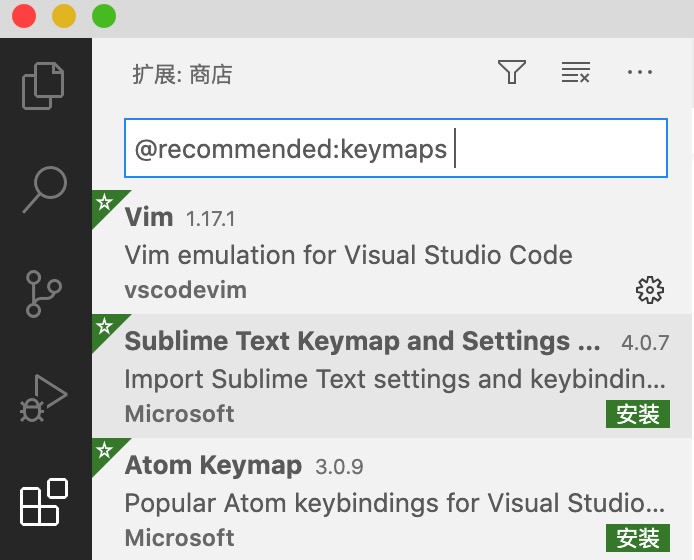 扩展: 商店
@recommended:keymaps
Vim 1.17.1
Vim emulation for Visual Studio Code
vscodevim
Sublime Text Keymap and Settings ... 4.0.7
Import Sublime Text settings and keybindin...
Microsoft 安装
Atom Keymap 3.0.9
Popular Atom keybindings for Visual Studio...
Microsoft 安装